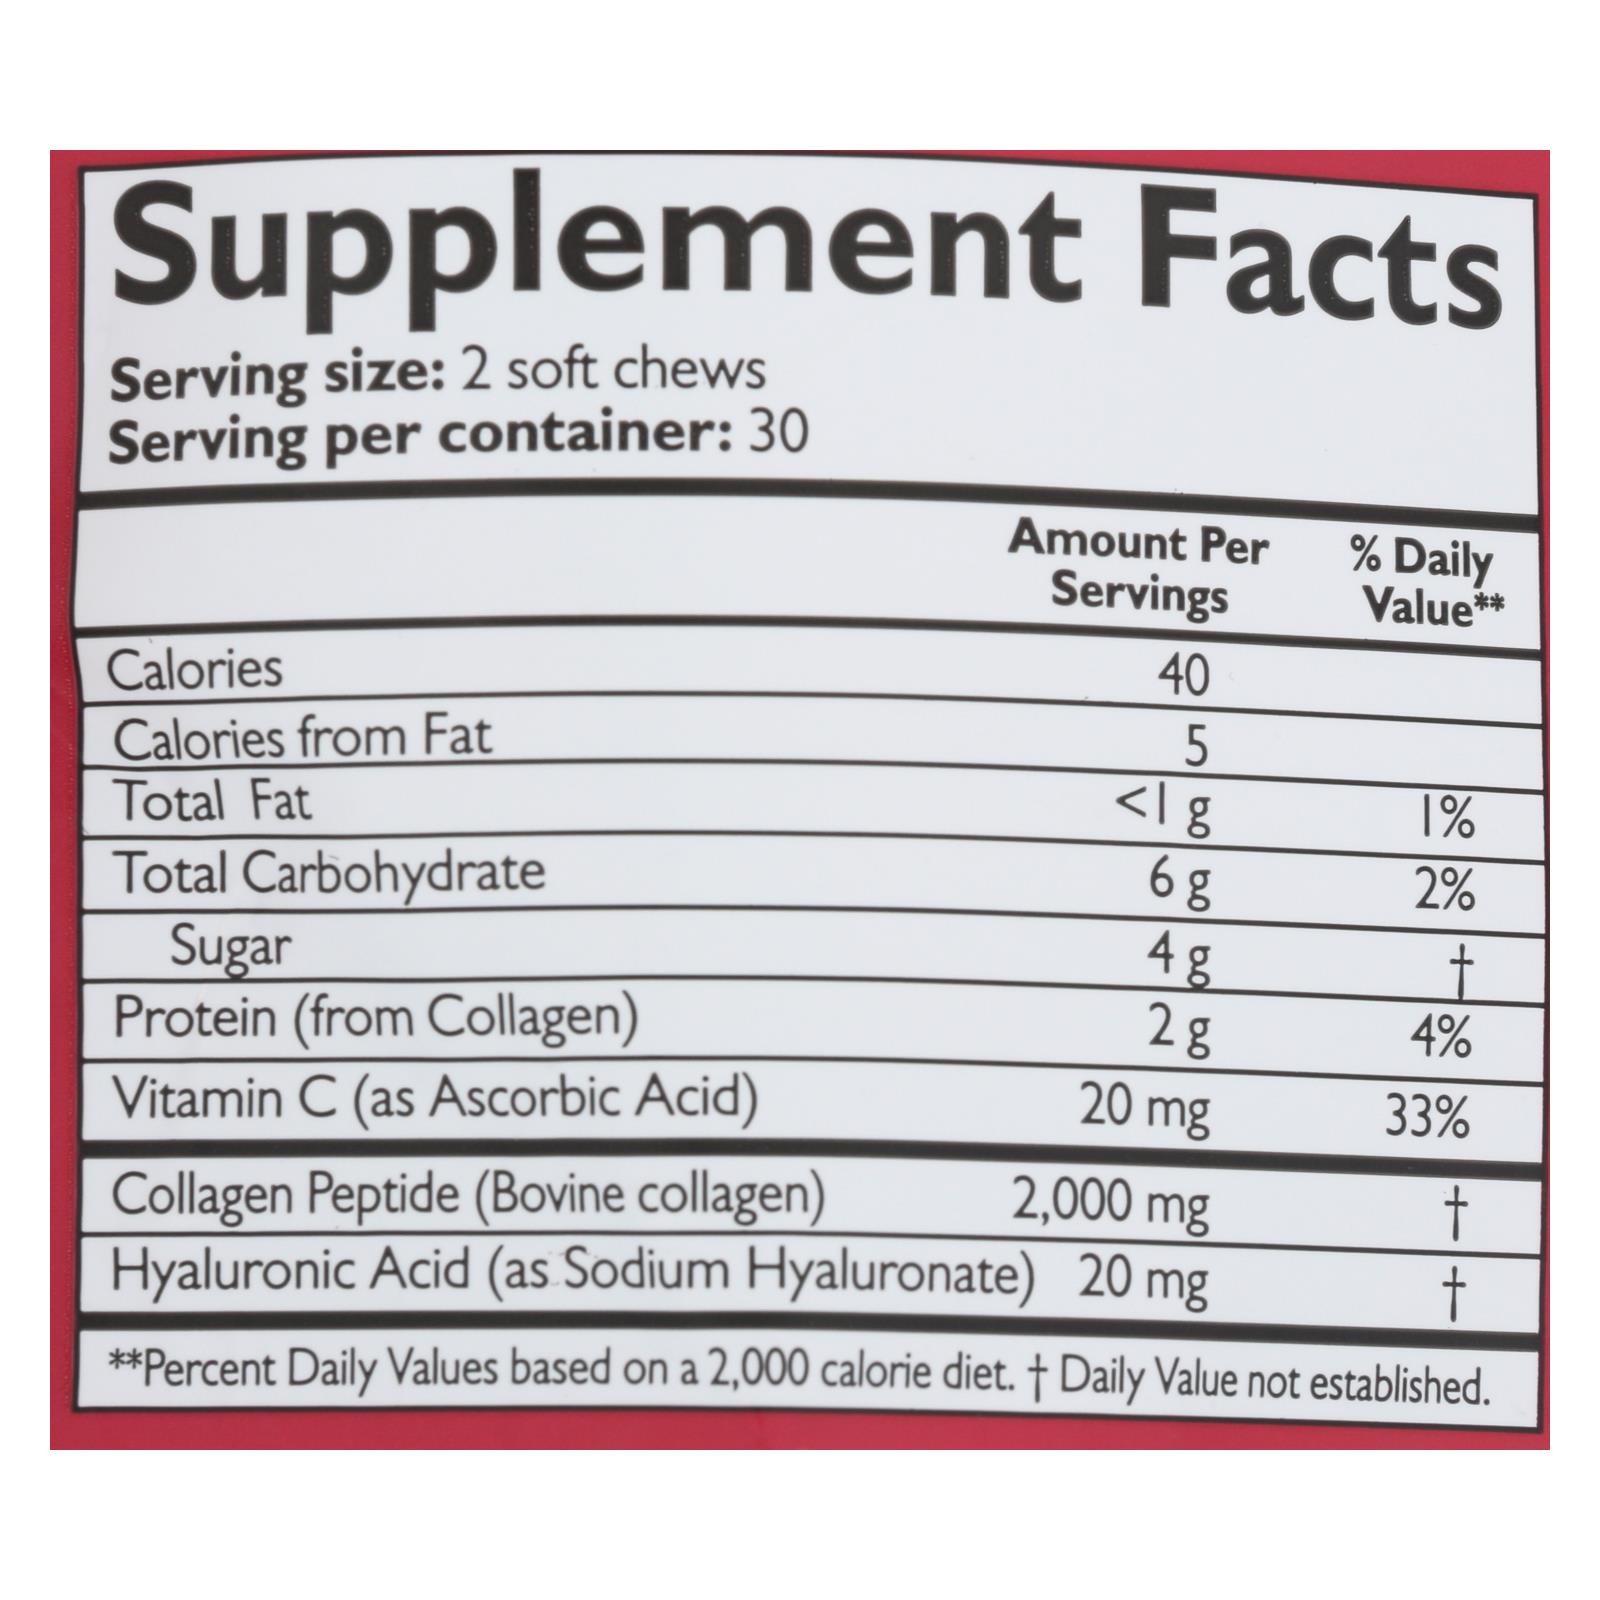 Supplement Facts
Serving size: 2 soft chews
Serving per container: 30
Amount Per Servings % Daily Value**
Calories 40
Calories from Fat 5
Total Fat <1 g 1%
Total Carbohydrate 6 g 2%
Sugar 4 g †
Protein (from Collagen) 2 g 4%
Vitamin C (as Ascorbic Acid) 20 mg 33%
Collagen Peptide (Bovine collagen) 2,000 mg †
Hyaluronic Acid (as Sodium Hyaluronate) 20 mg †
**Percent Daily Values based on a 2,000 calorie diet. † Daily Value not established.